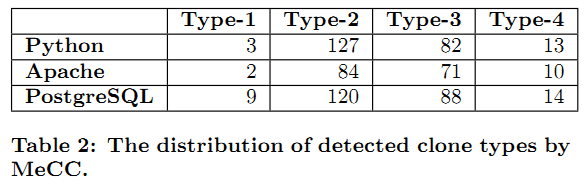 Type-1 Type-2 Type-3 Type-4
Python 3 127 82 13
Apache 2 84 71 10
PostgreSQL 9 120 88 14
Table 2: The distribution of detected clone types by
MeCC.